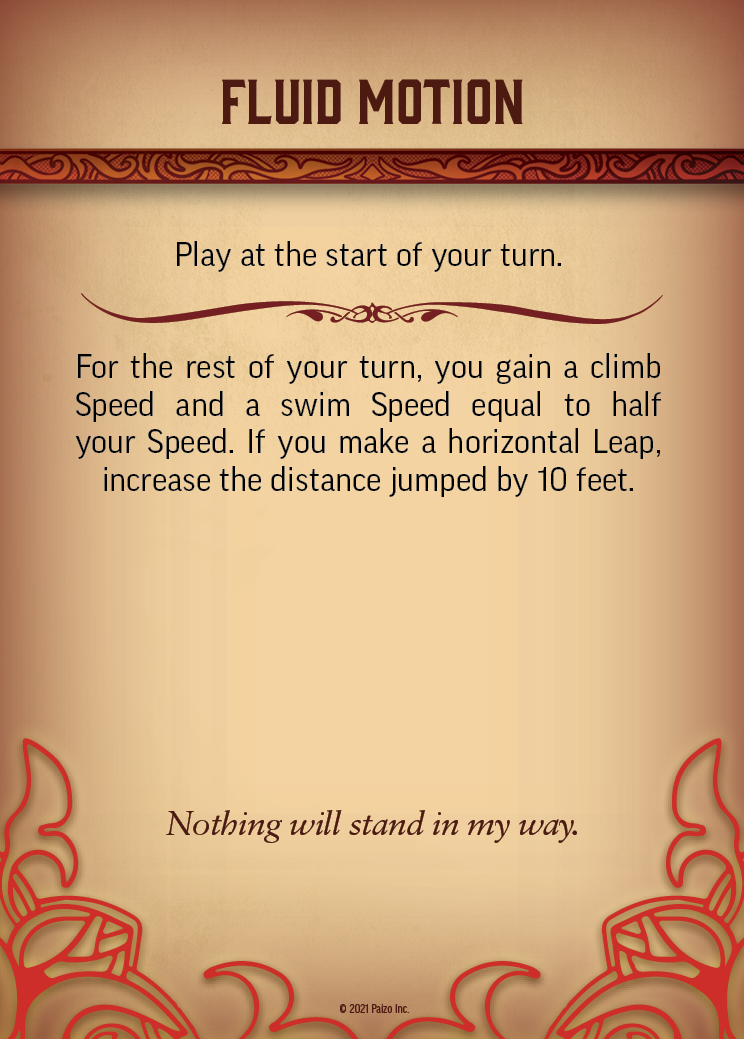 FLUID MOTION
Play at the start of your turn.
For the rest of your turn, you gain a climb
Speed and a swim Speed equal to half
your Speed. If you make a horizontal Leap,
increase the distance jumped by 10 feet.
Nothing will stand in my way.
© 2021 Paizo Inc.